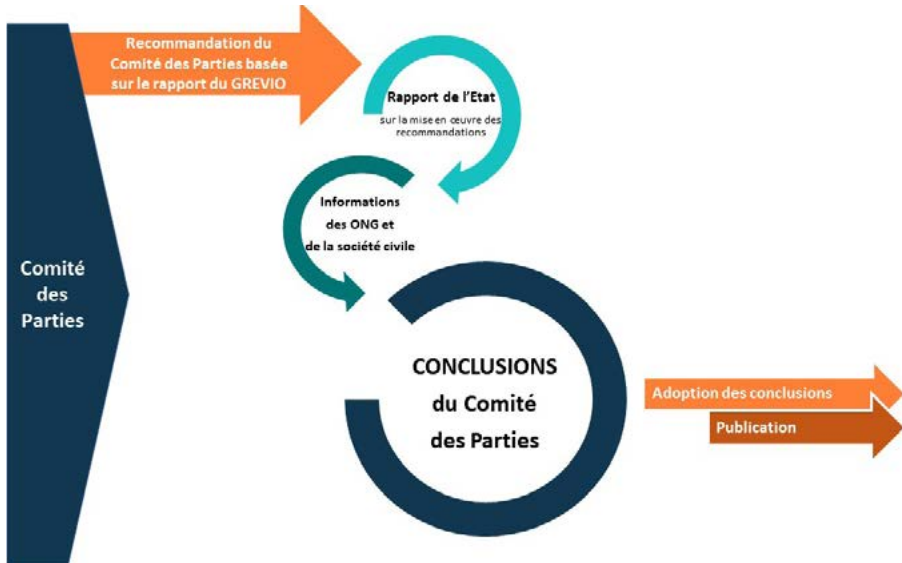 Recommandation du
Comité des Parties basée
sur le rapport du GREVIO
Rapport de l'Etat
sur la mise en œuvre des
recommandations
Informations
des ONG et
de la société civile
Comité
des
Parties
CONCLUSIONS
du Comité
des Parties
Adoption des conclusions
Publication